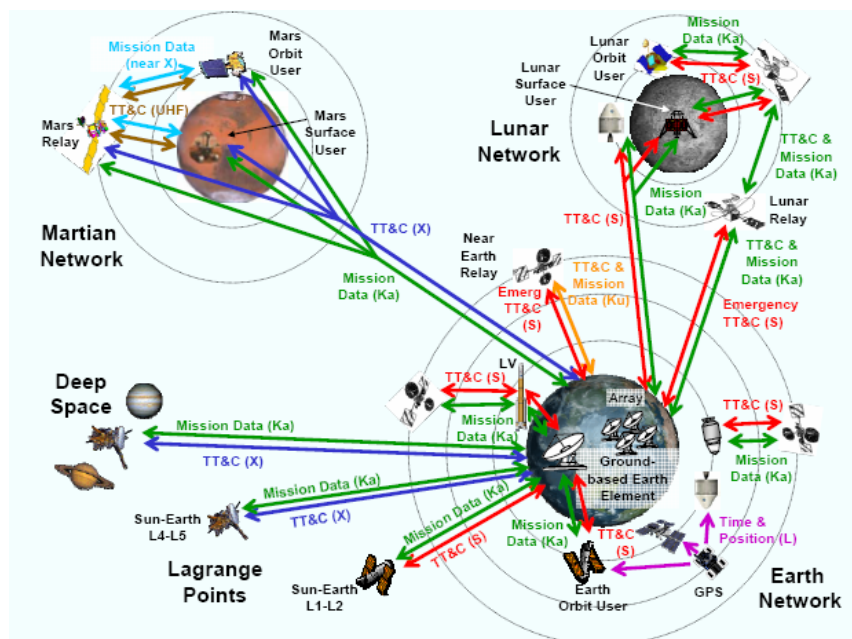 Mission Data
(near X)
Mars
Orbit
User
TT&C (UHF)
Mars
Relay
Mars
Surface
User
Martian
Network
TT&C (X)
Mission
Data (Ka)
Lunar
Orbit
User
Mission
Data (Ka)
TT&C (S)
Lunar
Surface
User
Lunar
Network
TT&C &
Mission
Data (Ka)
Mission
Data (Ka)
TT&C (S)
Lunar
Relay
TT&C &
Mission
Data (Ka)
Near
Earth
Relay
TT&C &
Mission
Data (Ku)
Emerg
TT&C
(S)
Emergency
TT&C (S)
LV
TT&C (S)
Mission
Data (Ka)
Array
Ground-
based Earth
Element
TT&C (S)
Mission
Data (Ka)
Deep
Space
Mission Data (Ka)
TT&C (X)
Mission Data (Ka)
TT&C (X)
Sun-Earth
L4-L5
Mission Data (Ka)
TT&C (S)
Lagrange
Points
Sun-Earth
L1-L2
Mission
Data (Ka)
TT&C
(S)
Time &
Position (L)
Earth
Orbit User
GPS
Earth
Network